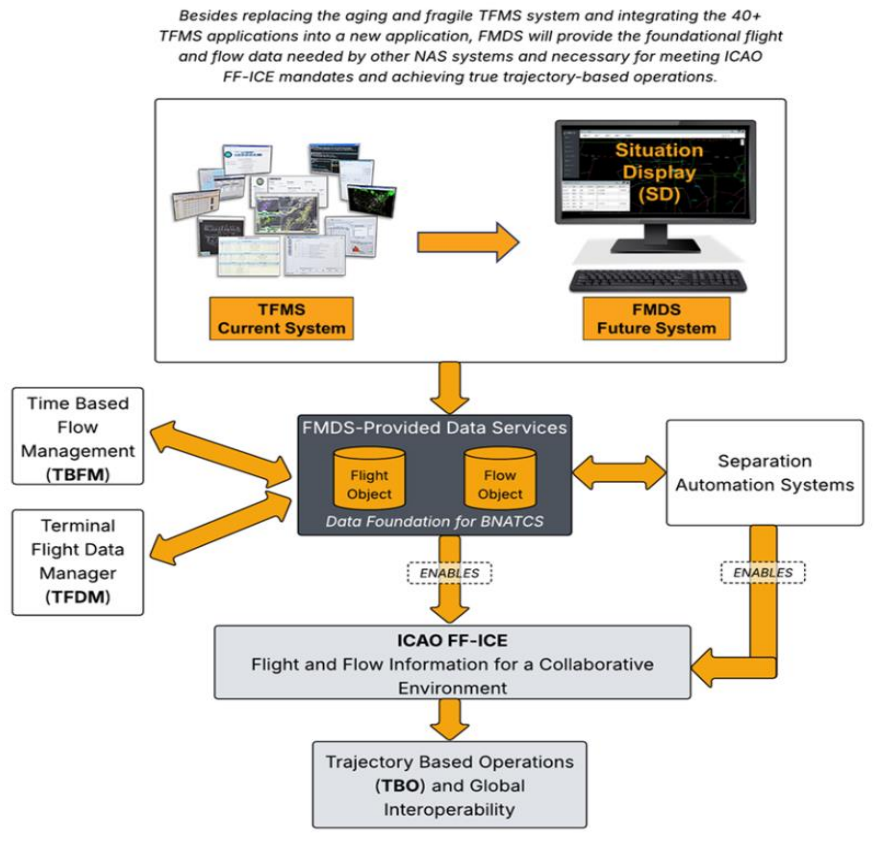 Besides replacing the aging and fragile TFMS system and integrating the 40+
TFMS applications into a new application, FMDS will provide the foundational flight
and flow data needed by other NAS systems and necessary for meeting ICAO
FF-ICE mandates and achieving true trajectory-based operations.
Situation
Display
(SD)
TFMS
Current System
FMDS
Future System
Time Based
Flow
Management
(TBFM)
Terminal
Flight Data
Manager
(TFDM)
FMDS-Provided Data Services
Flight
Object
Flow
Object
Data Foundation for BNATCS
Separation
Automation Systems
ENABLES
ENABLES
ICAO FF-ICE
Flight and Flow Information for a Collaborative
Environment
Trajectory Based Operations
(TBO) and Global
Interoperability